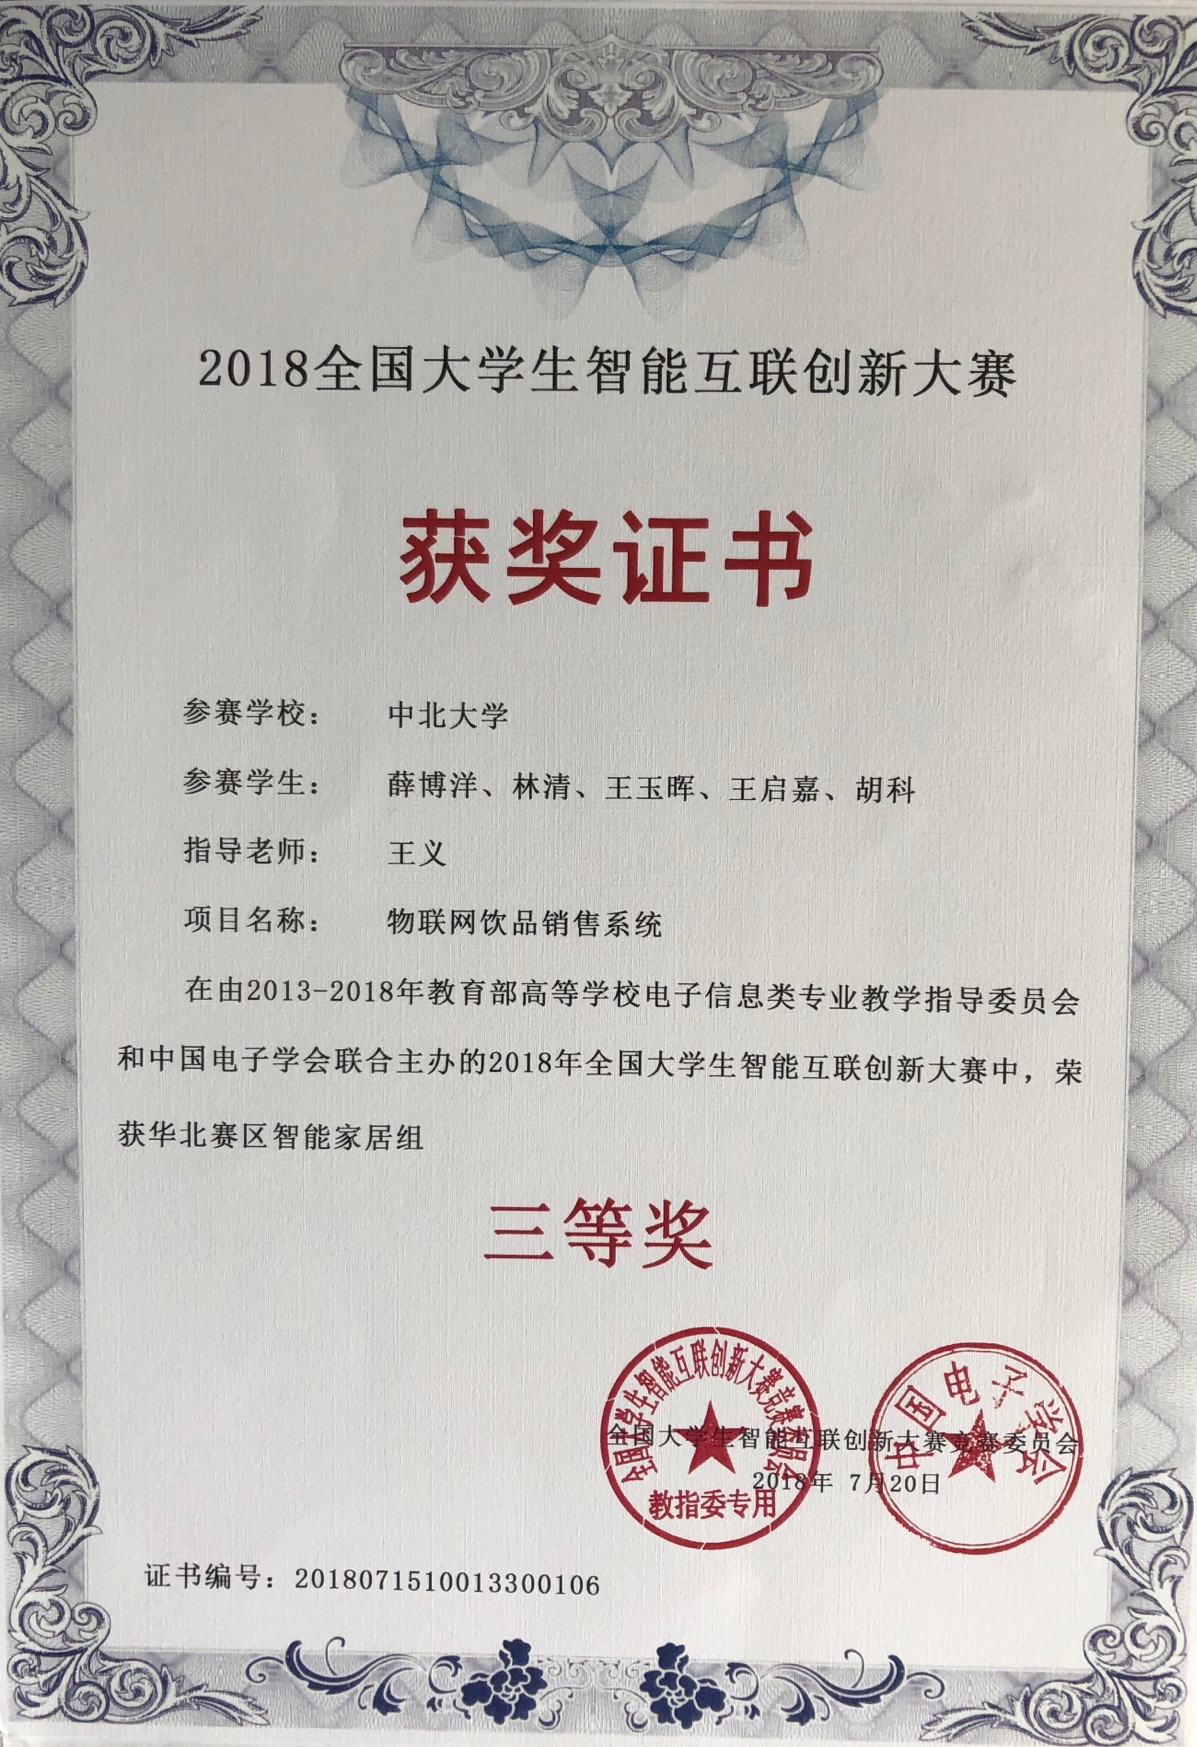 2018全国大学生智能互联创新大赛
获奖证书
参赛学校： 中北大学
参赛学生： 薛博洋、林清、王玉晖、王启嘉、胡科
指导老师： 王义
项目名称： 物联网饮品销售系统
在由2013-2018年教育部高等学校电子信息类专业教学指导委员会
和中国电子学会联合主办的2018年全国大学生智能互联创新大赛中，荣
获华北赛区智能家居组
三等奖
全国大学生智能互联创新大赛竞赛委员会
中国电子学会
全国大学生智能互联创新大赛竞赛委员会
2018年 7月20日
教指委专用
证书编号：2018071510013300106